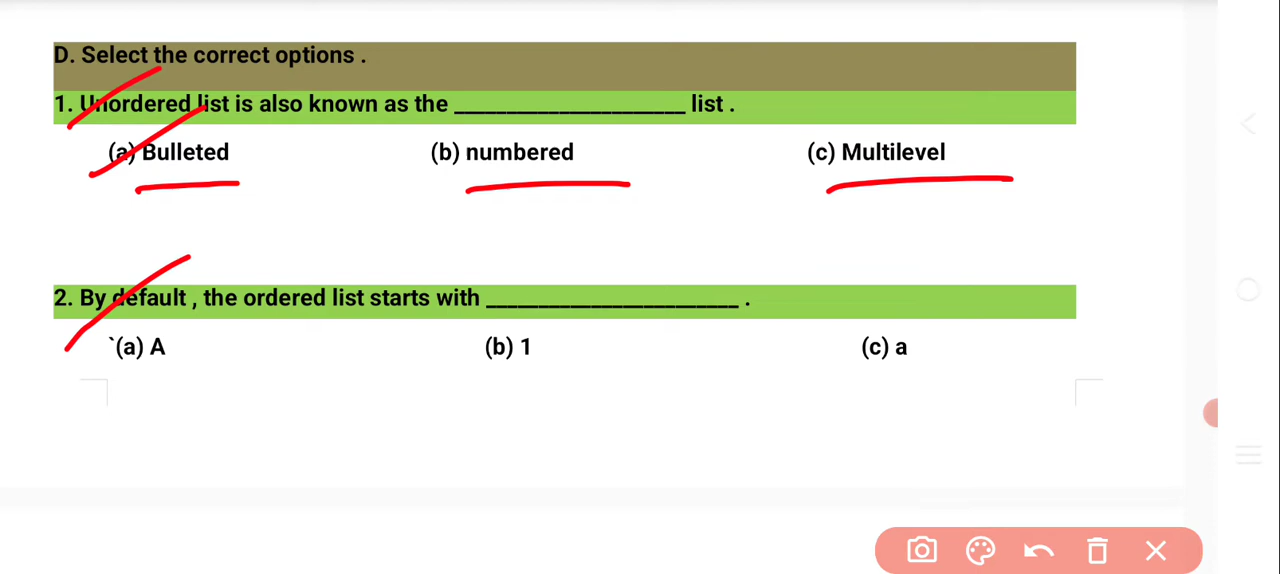 D. Select the correct options .
1. Unordered list is also known as the ____________________ list .
(a) Bulleted (b) numbered (c) Multilevel
2. By default , the ordered list starts with ______________________ .
`(a) A (b) 1 (c) a